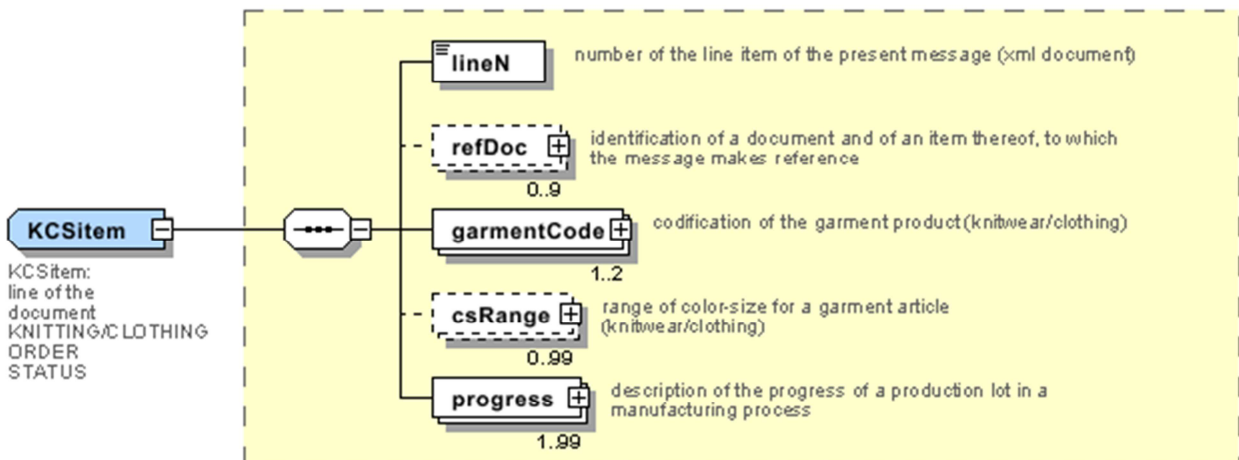 lineN
number of the line item of the present message (xml document)
refDoc
identification of a document and of an item thereof, to which
the message makes reference
0..9
KCSitem
garmentCode
codification of the garment product (knitwear/clothing)
1..2
KCSitem:
line of the
document
KNITTING/CLOTHING
ORDER
STATUS
csRange
range of color-size for a garment article
(knitwear/clothing)
0..99
progress
description of the progress of a production lot in a
manufacturing process
1..99